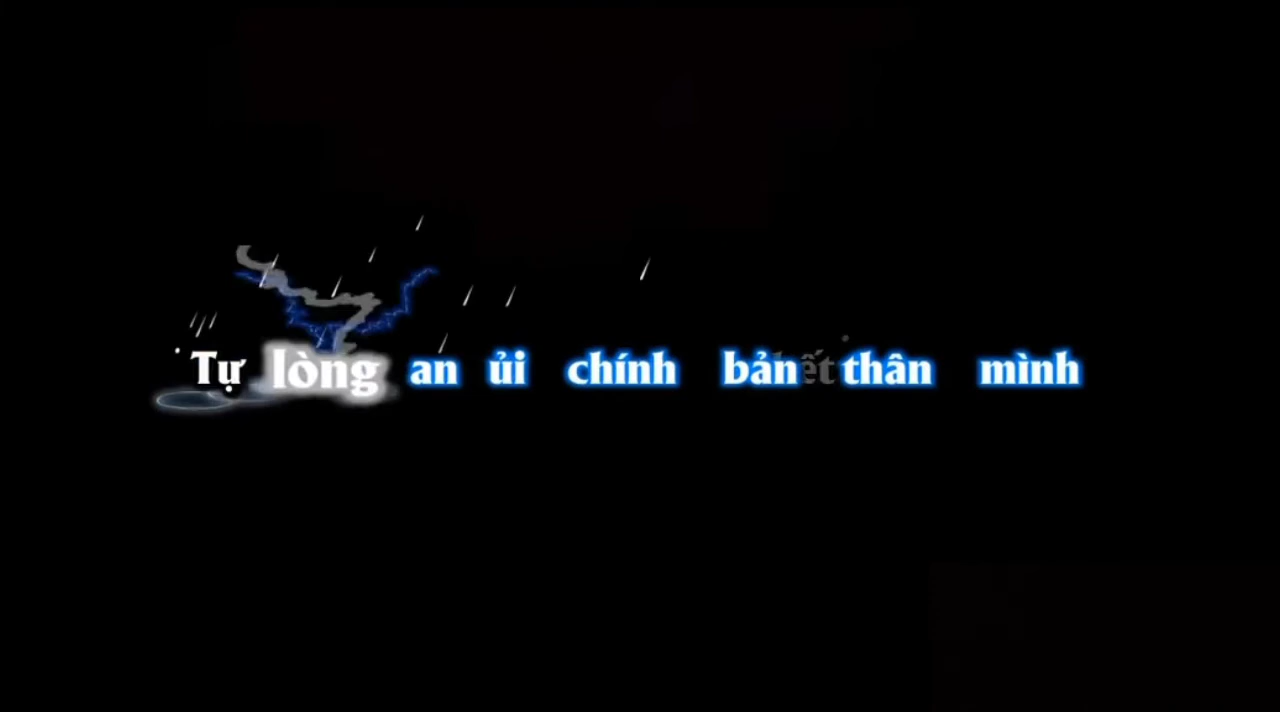 Tự lòng an ủi chính bản thân mình